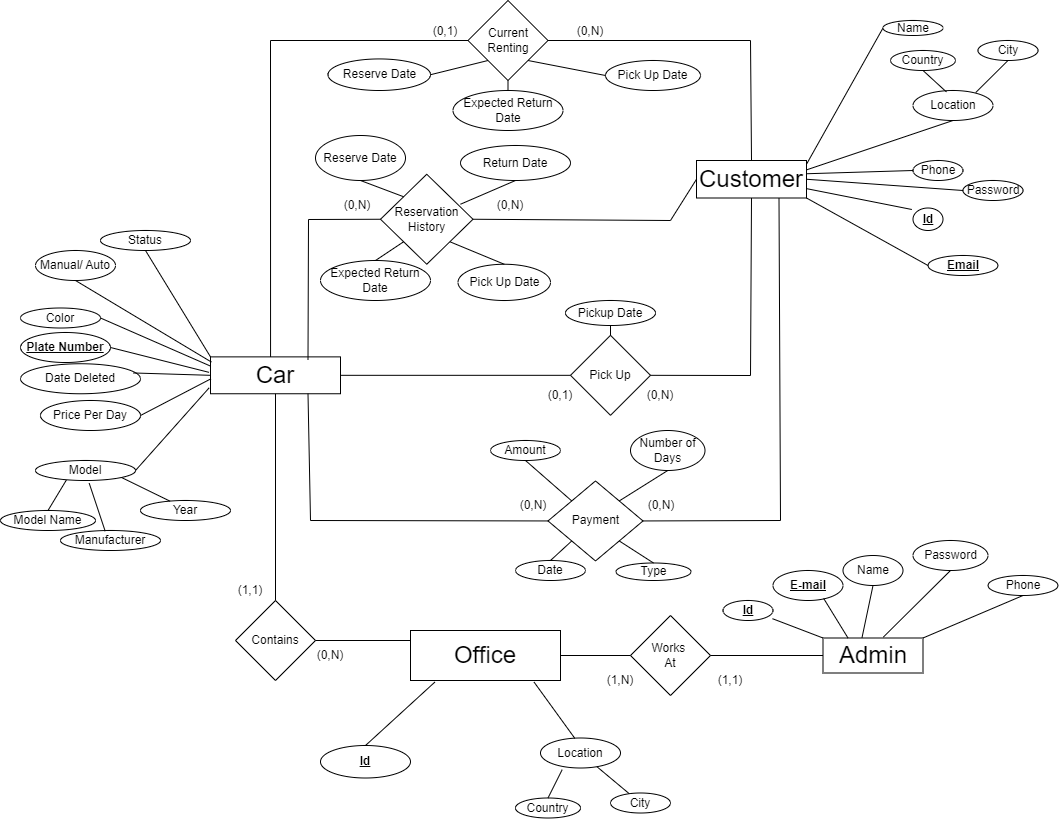 (0,1)
Current
Renting
(0,N)
Name
Country
City
Location
Reserve Date
Pick Up Date
Expected Return
Date
Reserve Date
Return Date
Phone
Customer
Password
(0,N)
Reservation
History
(0,N)
Id
Status
Manual/ Auto
Expected Return
Date
Pick Up Date
Email
Color
Pickup Date
Plate Number
Car
Pick Up
Date Deleted
(0,1)
(0,N)
Price Per Day
Amount
Number of
Days
Model
Model Name
Year
Manufacturer
(0,N)
Payment
(0,N)
Date
Type
Password
(1,1)
E-mail
Name
Phone
Id
Contains
(0,N)
Office
Works
At
(1,N)
(1,1)
Admin
Id
Location
Country
City